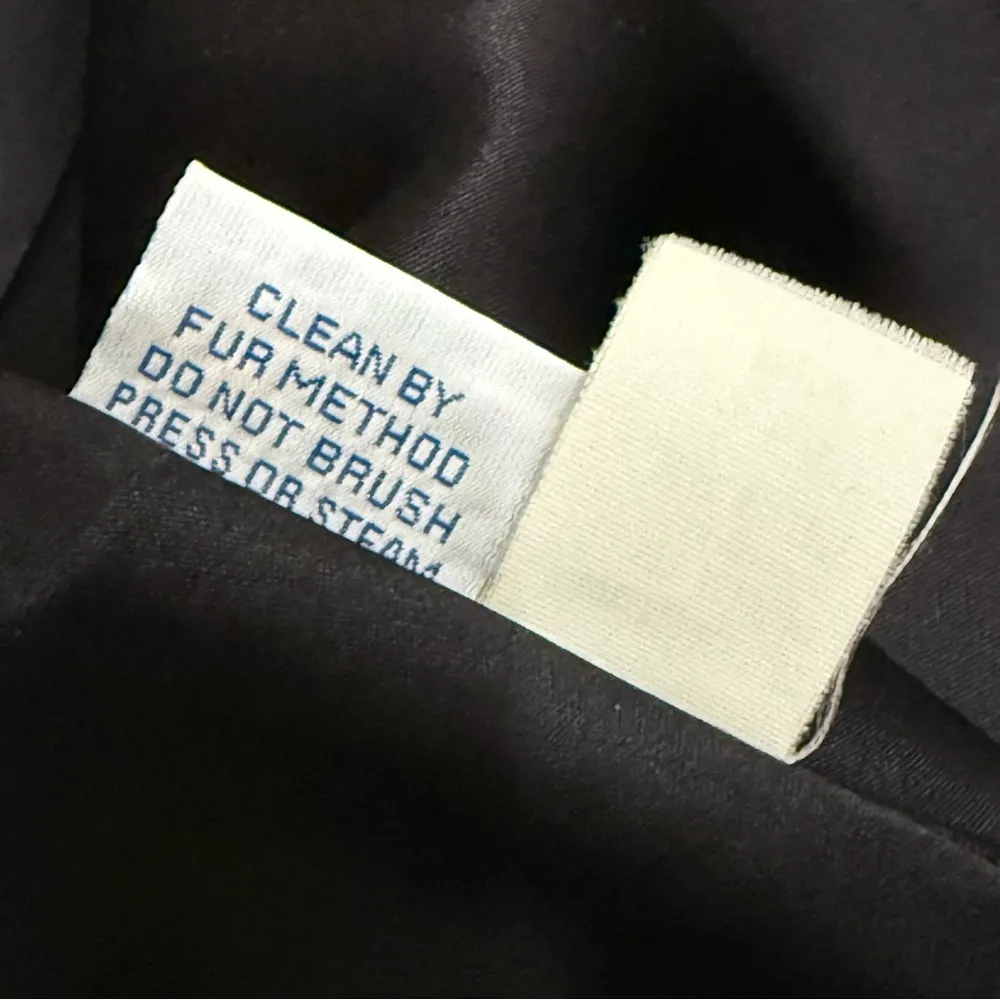 CLEAN BY
FUR METHOD
DO NOT BRUSH
PRESS OR STEAM